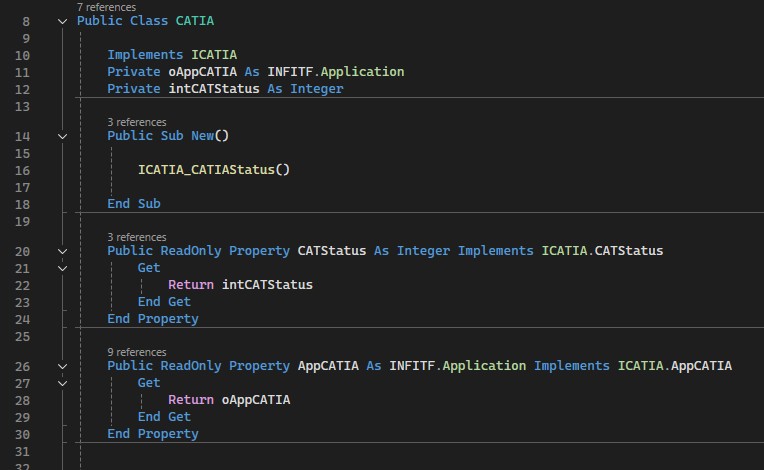 7 references
8 Public Class CATIA
9
10 Implements ICATIA
11 Private oAppCATIA As INFITF.Application
12 Private intCATStatus As Integer
13
3 references
14 Public Sub New()
15
16 ICATIA_CATIAStatus()
17
18 End Sub
19
3 references
20 Public ReadOnly Property CATStatus As Integer Implements ICATIA.CATStatus
21 Get
22 Return intCATStatus
23 End Get
24 End Property
25
9 references
26 Public ReadOnly Property AppCATIA As INFITF.Application Implements ICATIA.AppCATIA
27 Get
28 Return oAppCATIA
29 End Get
30 End Property
31
32